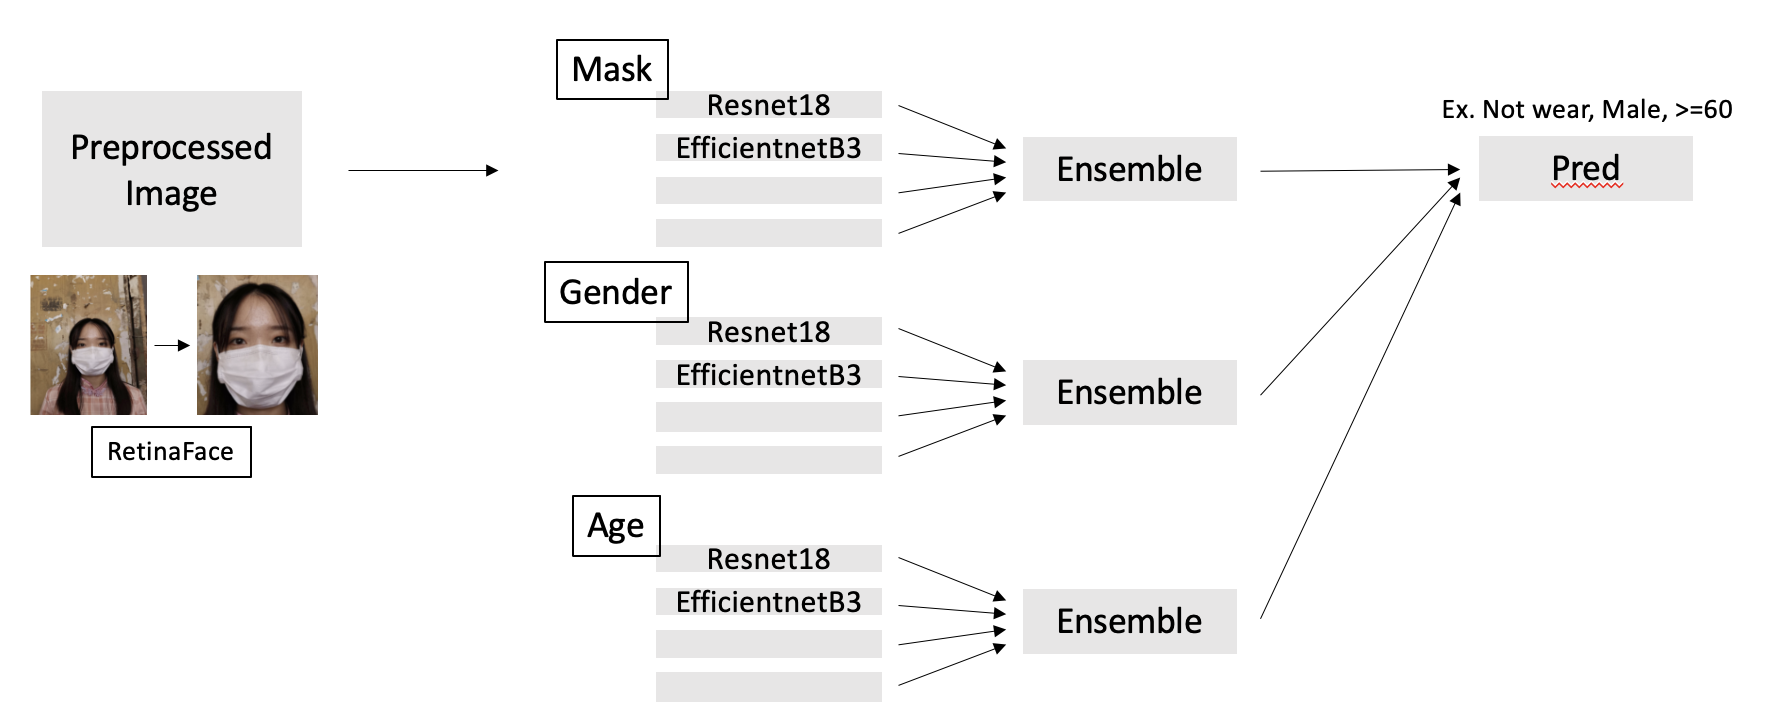 Preprocessed
Image
RetinaFace
Mask
Resnet18
EfficientnetB3
Ensemble
Gender
Resnet18
EfficientnetB3
Ensemble
Age
Resnet18
EfficientnetB3
Ensemble
Ex. Not wear, Male, >=60
Pred